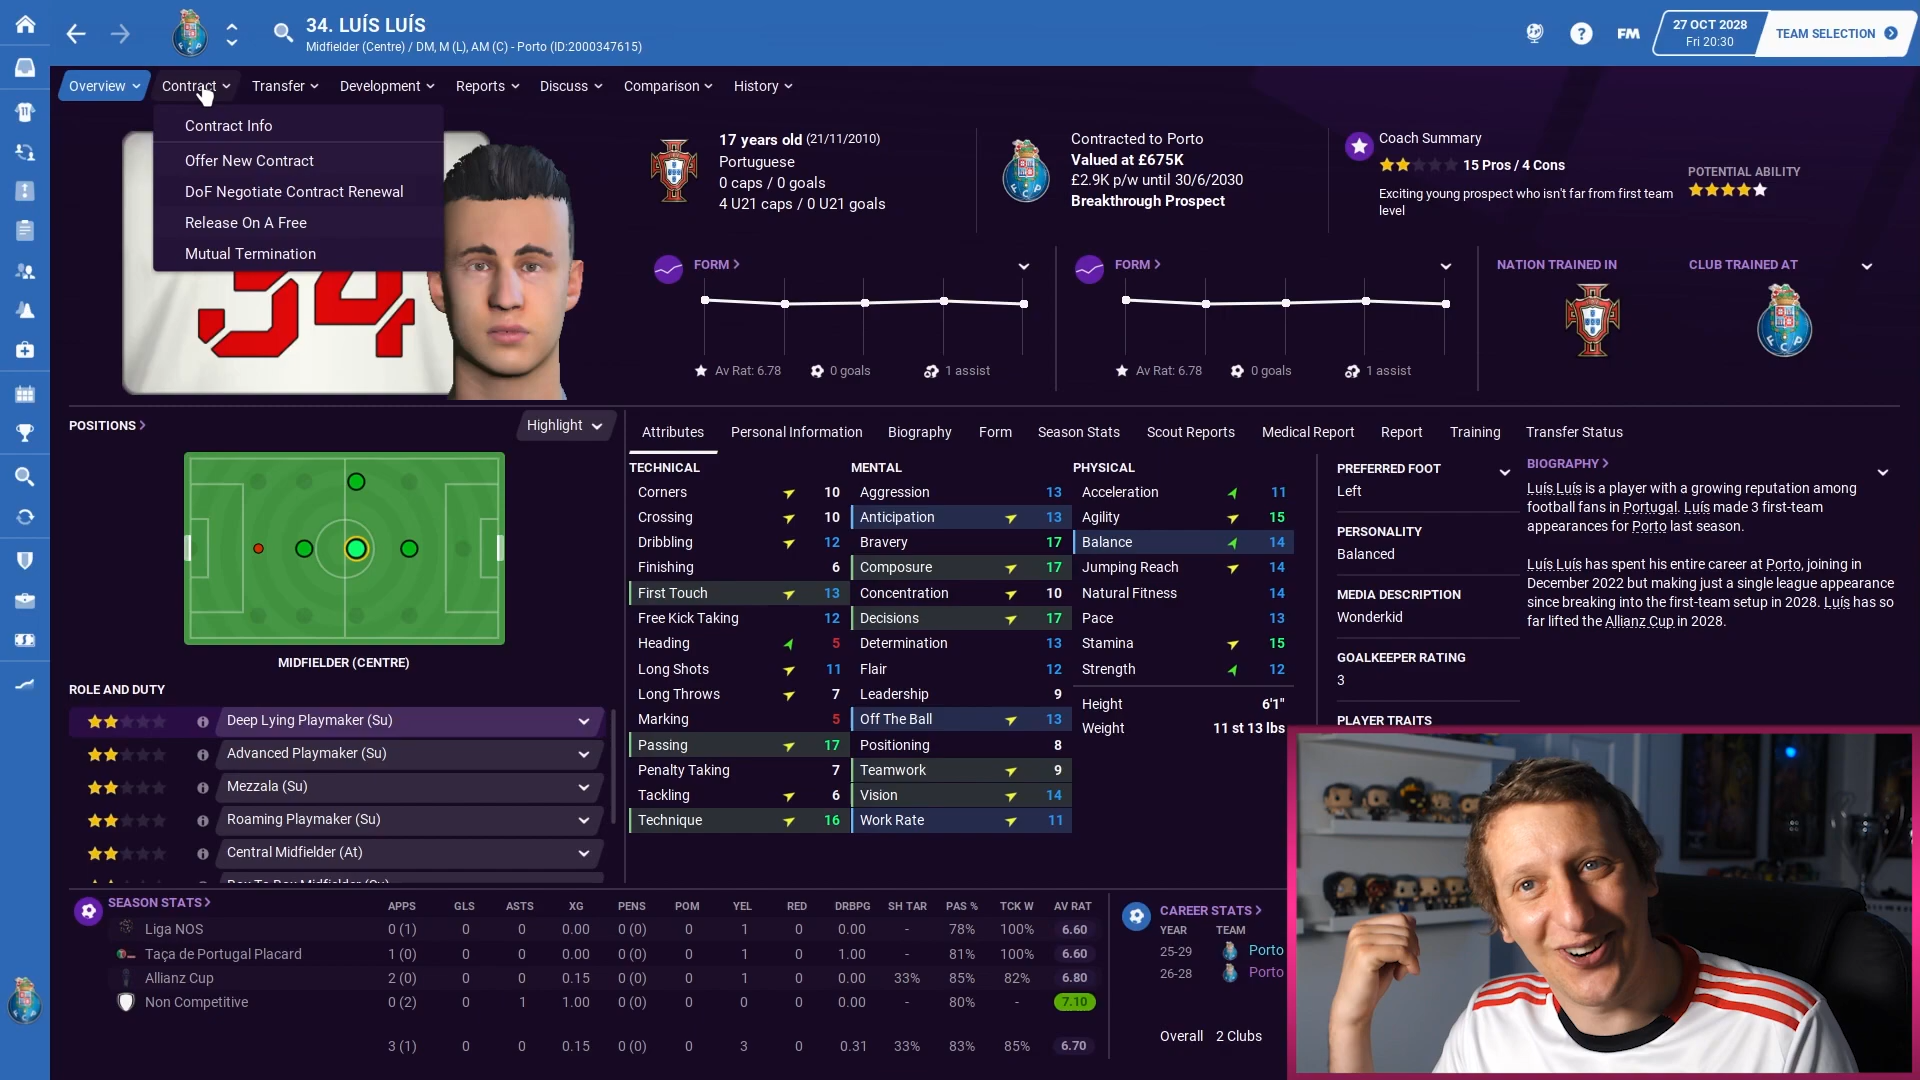 34. LUÍS LUÍS
Midfielder (Centre) / DM, M (L), AM (C) - Porto (ID:2000347615)
FM
27 OCT 2028
Fri 20:30
TEAM SELECTION
Overview
Contract
Transfer
Development
Reports
Discuss
Comparison
History
Contract Info
Offer New Contract
DoF Negotiate Contract Renewal
Release On A Free
Mutual Termination
34
17 years old (21/11/2010)
Portuguese
0 caps / 0 goals
4 U21 caps / 0 U21 goals
Contracted to Porto
Valued at £675K
£2.9K p/w until 30/6/2030
Breakthrough Prospect
Coach Summary
15 Pros / 4 Cons
Exciting young prospect who isn't far from first team
level
POTENTIAL ABILITY
FORM >
Av Rat: 6.78 0 goals 1 assist
FORM >
Av Rat: 6.78 0 goals 1 assist
NATION TRAINED IN
CLUB TRAINED AT
POSITIONS >
Highlight
MIDFIELDER (CENTRE)
ROLE AND DUTY
Deep Lying Playmaker (Su)
Advanced Playmaker (Su)
Mezzala (Su)
Roaming Playmaker (Su)
Central Midfielder (At)
Attributes Personal Information Biography Form Season Stats Scout Reports Medical Report Report Training Transfer Status
TECHNICAL
Corners 10
Crossing 10
Dribbling 12
Finishing 6
First Touch 13
Free Kick Taking 12
Heading 5
Long Shots 11
Long Throws 7
Marking 5
Passing 17
Penalty Taking 7
Tackling 6
Technique 16
MENTAL
Aggression 13
Anticipation 13
Bravery 17
Composure 17
Concentration 10
Decisions 17
Determination 13
Flair 12
Leadership 9
Off The Ball 13
Positioning 8
Teamwork 9
Vision 14
Work Rate 11
PHYSICAL
Acceleration 11
Agility 15
Balance 14
Jumping Reach 14
Natural Fitness 14
Pace 13
Stamina 15
Strength 12
Height 6'1"
Weight 11 st 13 lbs
PREFERRED FOOT
Left
PERSONALITY
Balanced
MEDIA DESCRIPTION
Wonderkid
GOALKEEPER RATING
3
PLAYER TRAITS
BIOGRAPHY >
Luís Luís is a player with a growing reputation among
football fans in Portugal. Luís made 3 first-team
appearances for Porto last season.
Luís Luís has spent his entire career at Porto, joining in
December 2022 but making just a single league appearance
since breaking into the first-team setup in 2028. Luís has so
far lifted the Allianz Cup in 2028.
SEASON STATS > APPS GLS ASTS XG PENS POM YEL RED DRBPG SH TAR PAS % TCK W AV RAT
Liga NOS 0 (1) 0 0 0.00 0 (0) 0 1 0 0.00 - 78% 100% 6.60
Taça de Portugal Placard 1 (0) 0 0 0.00 0 (0) 0 1 0 1.00 - 81% 100% 6.60
Allianz Cup 2 (0) 0 0 0.15 0 (0) 0 1 0 0.00 33% 85% 82% 6.80
Non Competitive 0 (2) 0 1 1.00 0 (0) 0 0 0 0.00 - 80% - 7.10
3 (1) 0 0 0.15 0 (0) 0 3 0 0.31 33% 83% 85% 6.70
CAREER STATS >
YEAR TEAM
25-29 Porto
26-28 Porto
Overall 2 Clubs